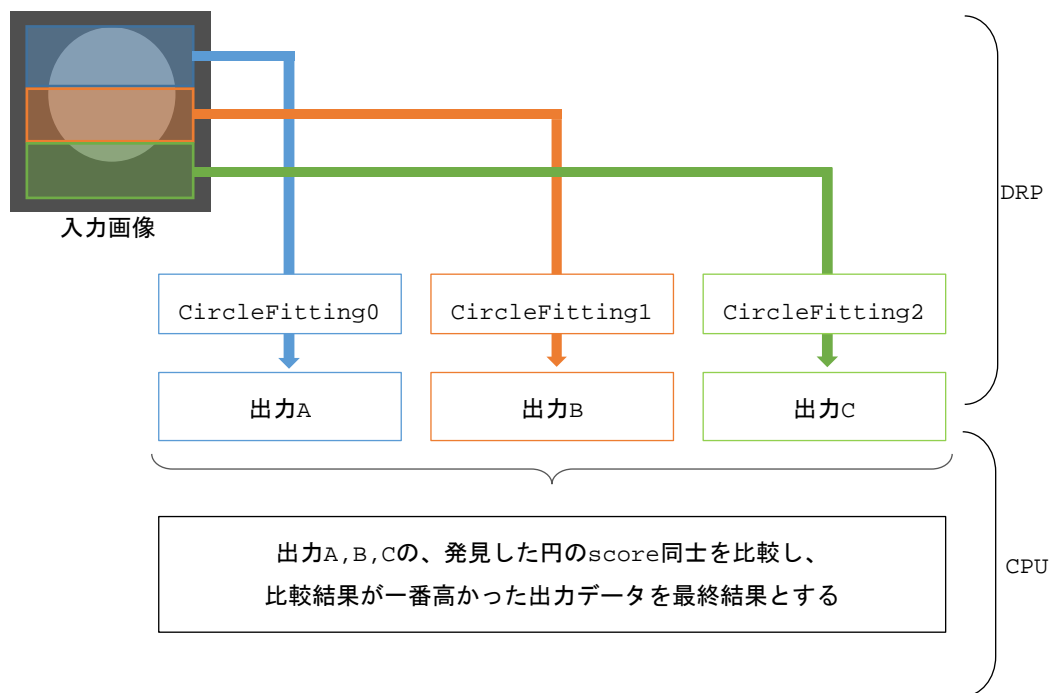 入力画像
DRP
CircleFitting0
CircleFitting1
CircleFitting2
出力A
出力B
出力C
出力A,B,Cの、発見した円のscore同士を比較し、
比較結果が一番高かった出力データを最終結果とする
CPU